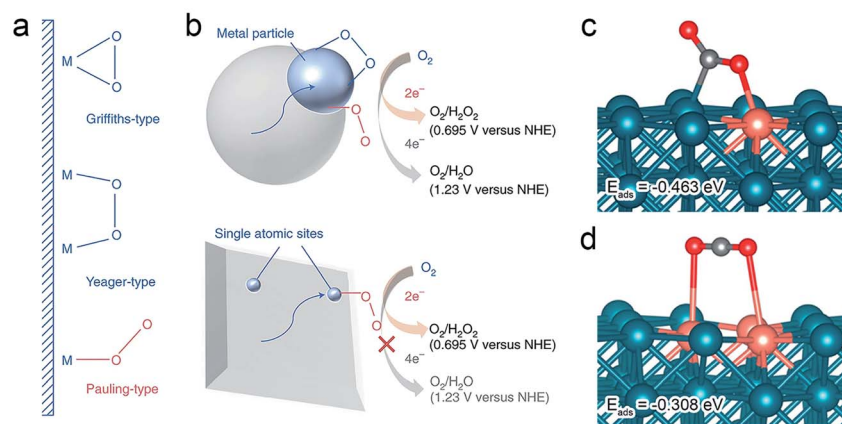 a
M
O
O
Griffiths-type
M
O
M
O
Yeager-type
O
M
O
Pauling-type
b
Metal particle
O
O
O
O
O₂
2e⁻
O₂/H₂O₂
(0.695 V versus NHE)
4e⁻
O₂/H₂O
(1.23 V versus NHE)
Single atomic sites
O
O
O₂
2e⁻
O₂/H₂O₂
(0.695 V versus NHE)
4e⁻
O₂/H₂O
(1.23 V versus NHE)
c
E_ads = -0.463 eV
d
E_ads = -0.308 eV